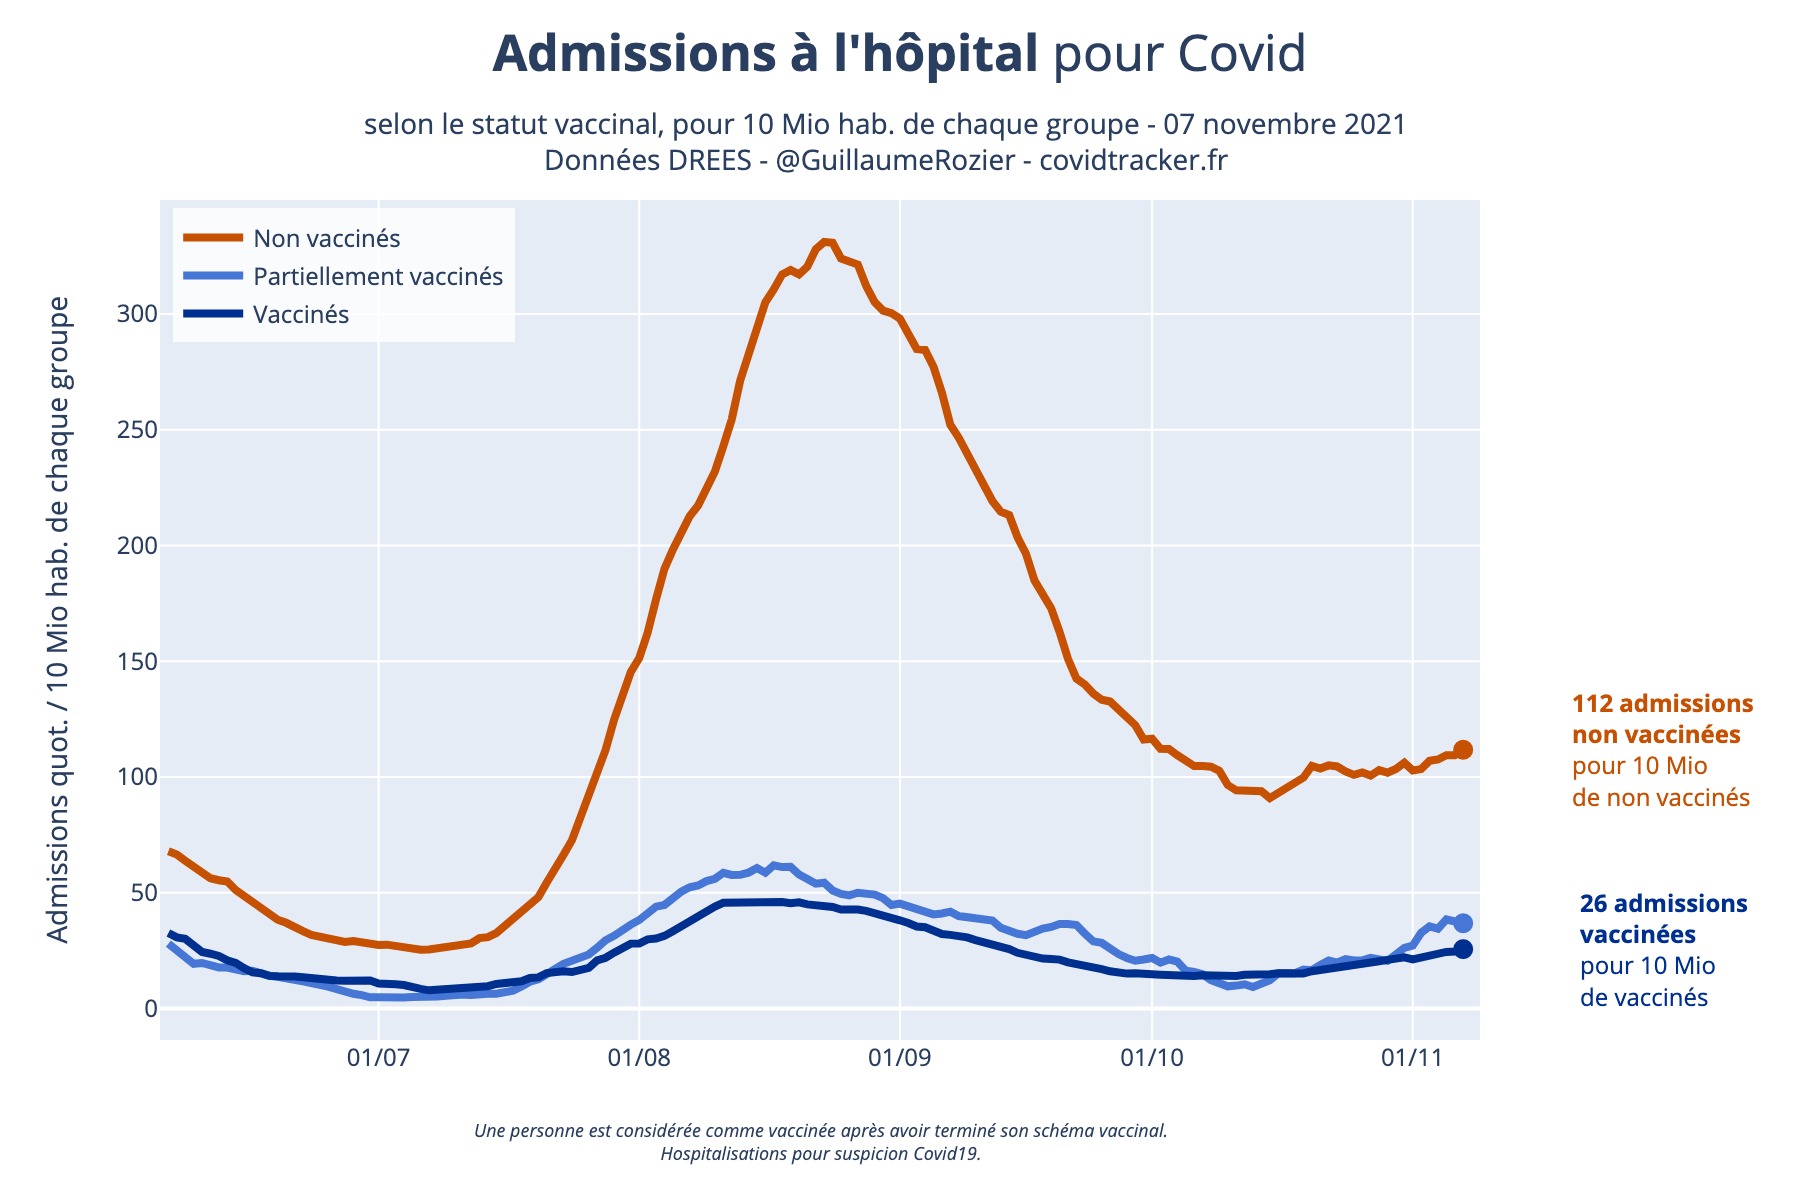 Admissions à l'hôpital pour Covid
selon le statut vaccinal, pour 10 Mio hab. de chaque groupe - 07 novembre 2021
Données DREES - @GuillaumeRozier - covidtracker.fr
Non vaccinés
Partiellement vaccinés
Vaccinés
Admissions quot. / 10 Mio hab. de chaque groupe
300
250
200
150
100
50
0
01/07
01/08
01/09
01/10
01/11
112 admissions
non vaccinées
pour 10 Mio
de non vaccinés
26 admissions
vaccinées
pour 10 Mio
de vaccinés
Une personne est considérée comme vaccinée après avoir terminé son schéma vaccinal.
Hospitalisations pour suspicion Covid19.